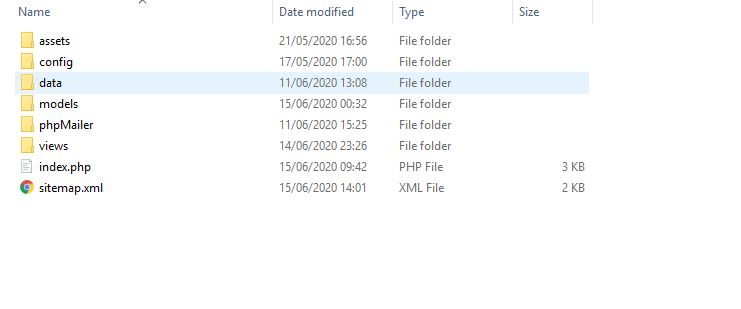 Name Date modified Type Size
assets 21/05/2020 16:56 File folder
config 17/05/2020 17:00 File folder
data 11/06/2020 13:08 File folder
models 15/06/2020 00:32 File folder
phpMailer 11/06/2020 15:25 File folder
views 14/06/2020 23:26 File folder
index.php 15/06/2020 09:42 PHP File 3 KB
sitemap.xml 15/06/2020 14:01 XML File 2 KB